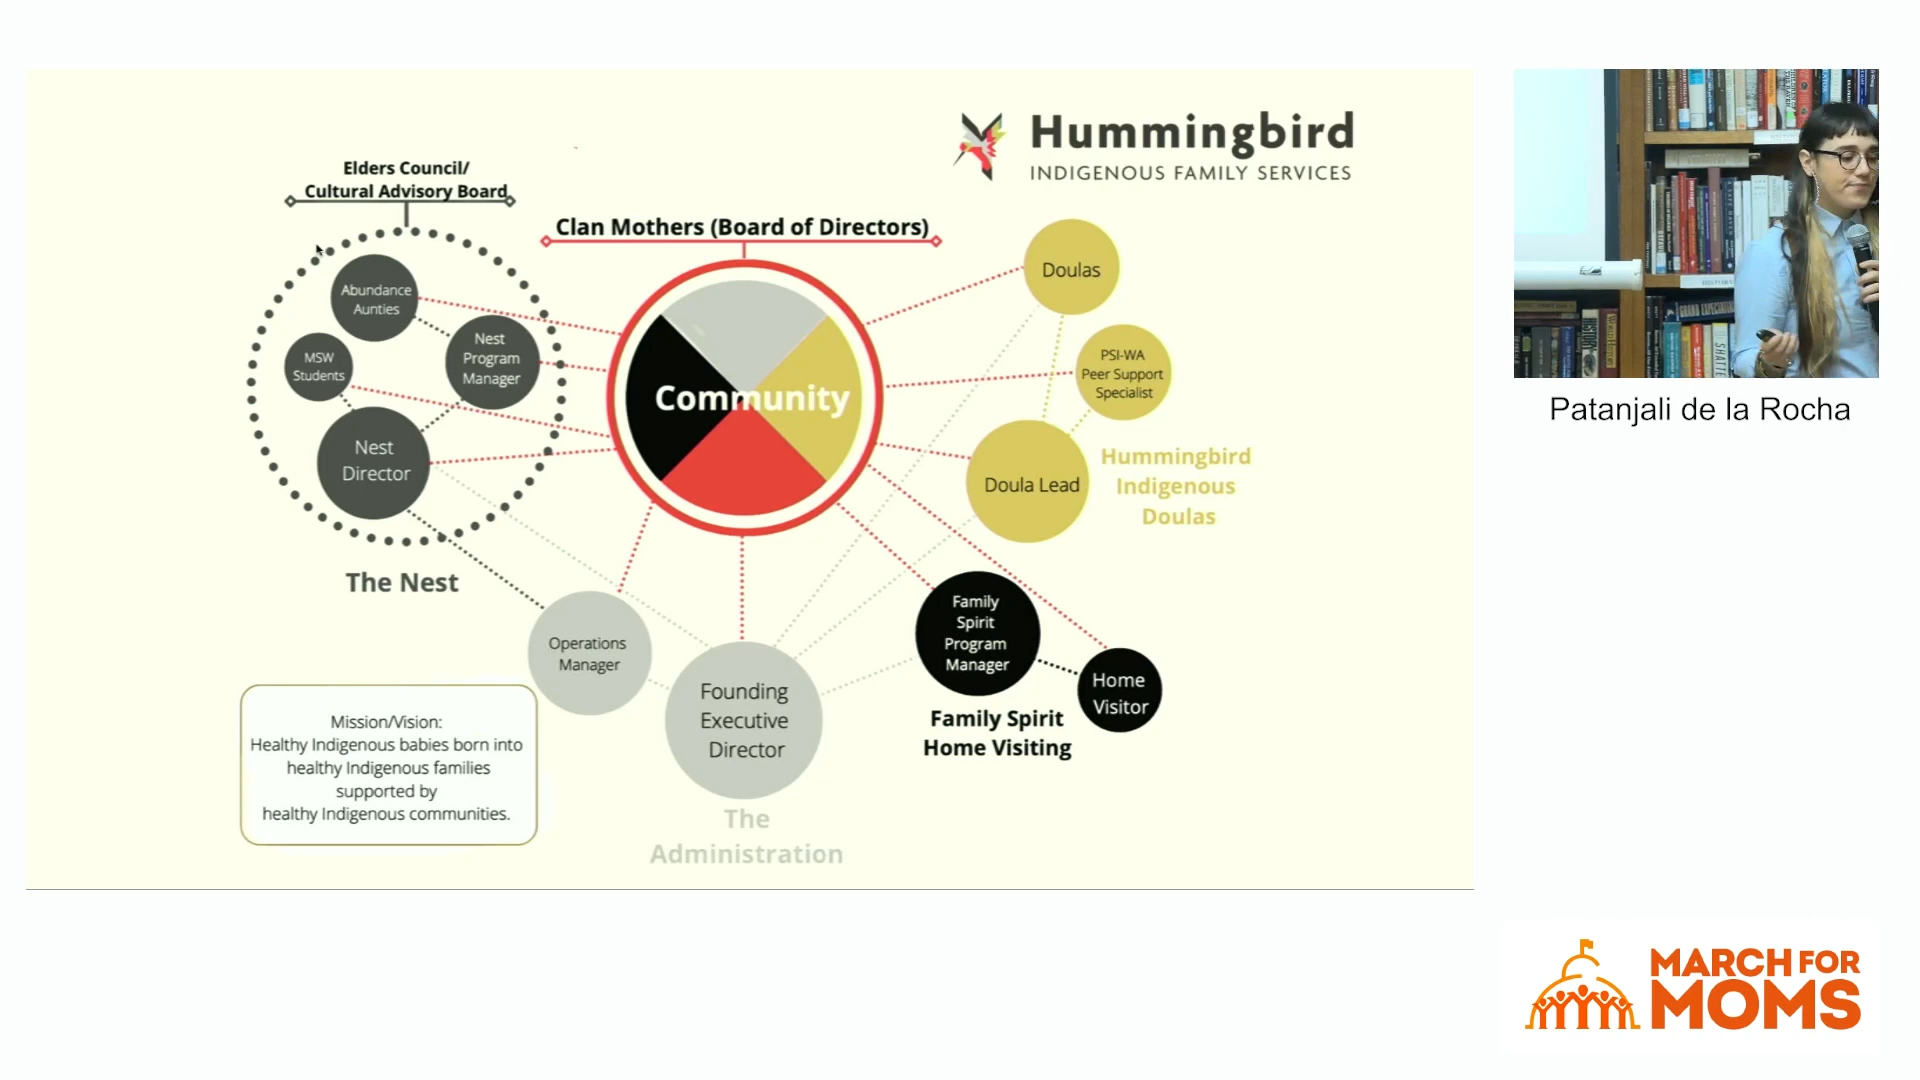 Hummingbird
INDIGENOUS FAMILY SERVICES
Elders Council/
Cultural Advisory Board
Clan Mothers (Board of Directors)
Abundance
Aunties
Nest
Program
Manager
MSW
Students
Nest
Director
The Nest
Community
Doulas
PSI-WA
Peer Support
Specialist
Doula Lead
Hummingbird
Indigenous
Doulas
Operations
Manager
Founding
Executive
Director
The
Administration
Family
Spirit
Program
Manager
Home
Visitor
Family Spirit
Home Visiting
Mission/Vision:
Healthy Indigenous babies born into
healthy Indigenous families
supported by
healthy Indigenous communities.
GRAND EXPECTATIONS
Patanjali de la Rocha
MARCH FOR
MOMS